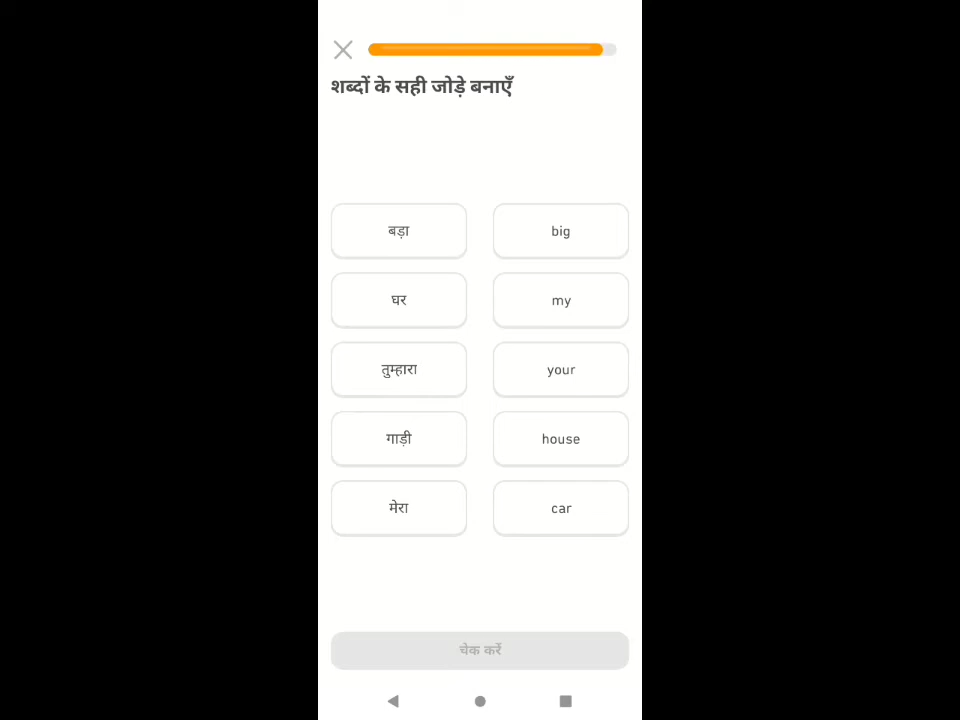 शब्दों के सही जोड़े बनाएँ
बड़ा
big
घर
my
तुम्हारा
your
गाड़ी
house
मेरा
car
चेक करें